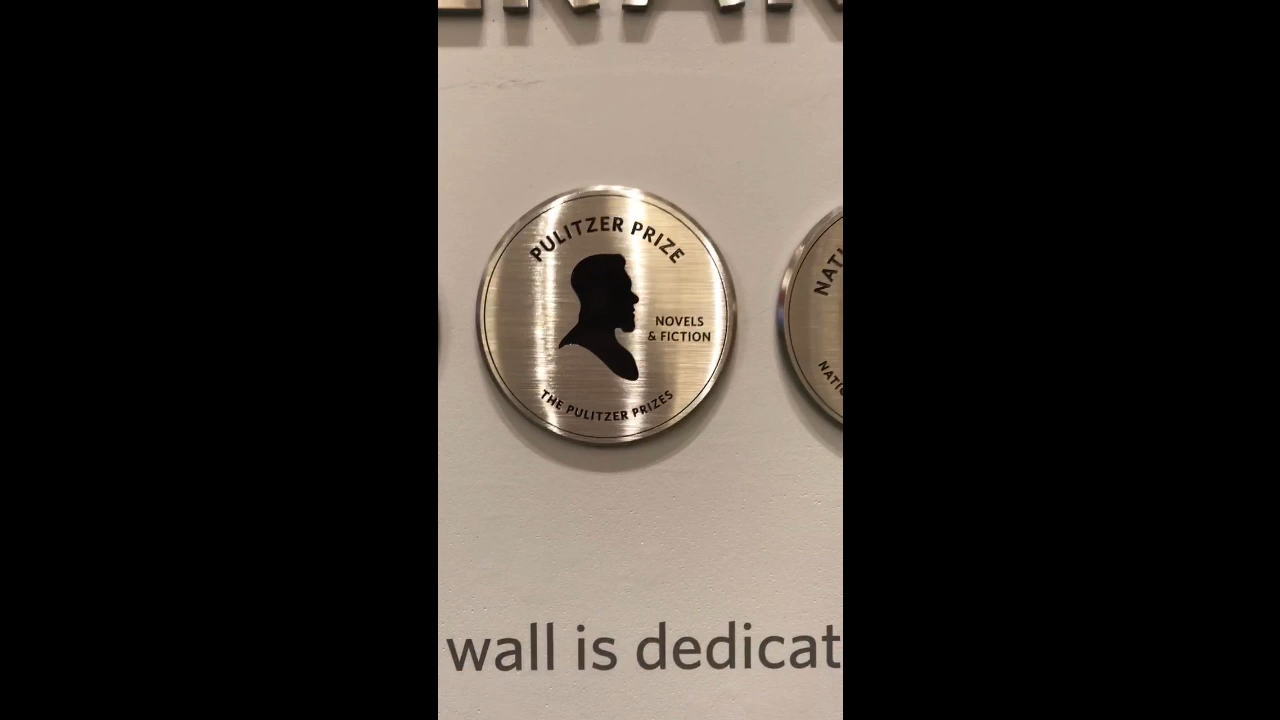 PULITZER PRIZE
NOVELS
& FICTION
THE PULITZER PRIZES
wall is dedicat